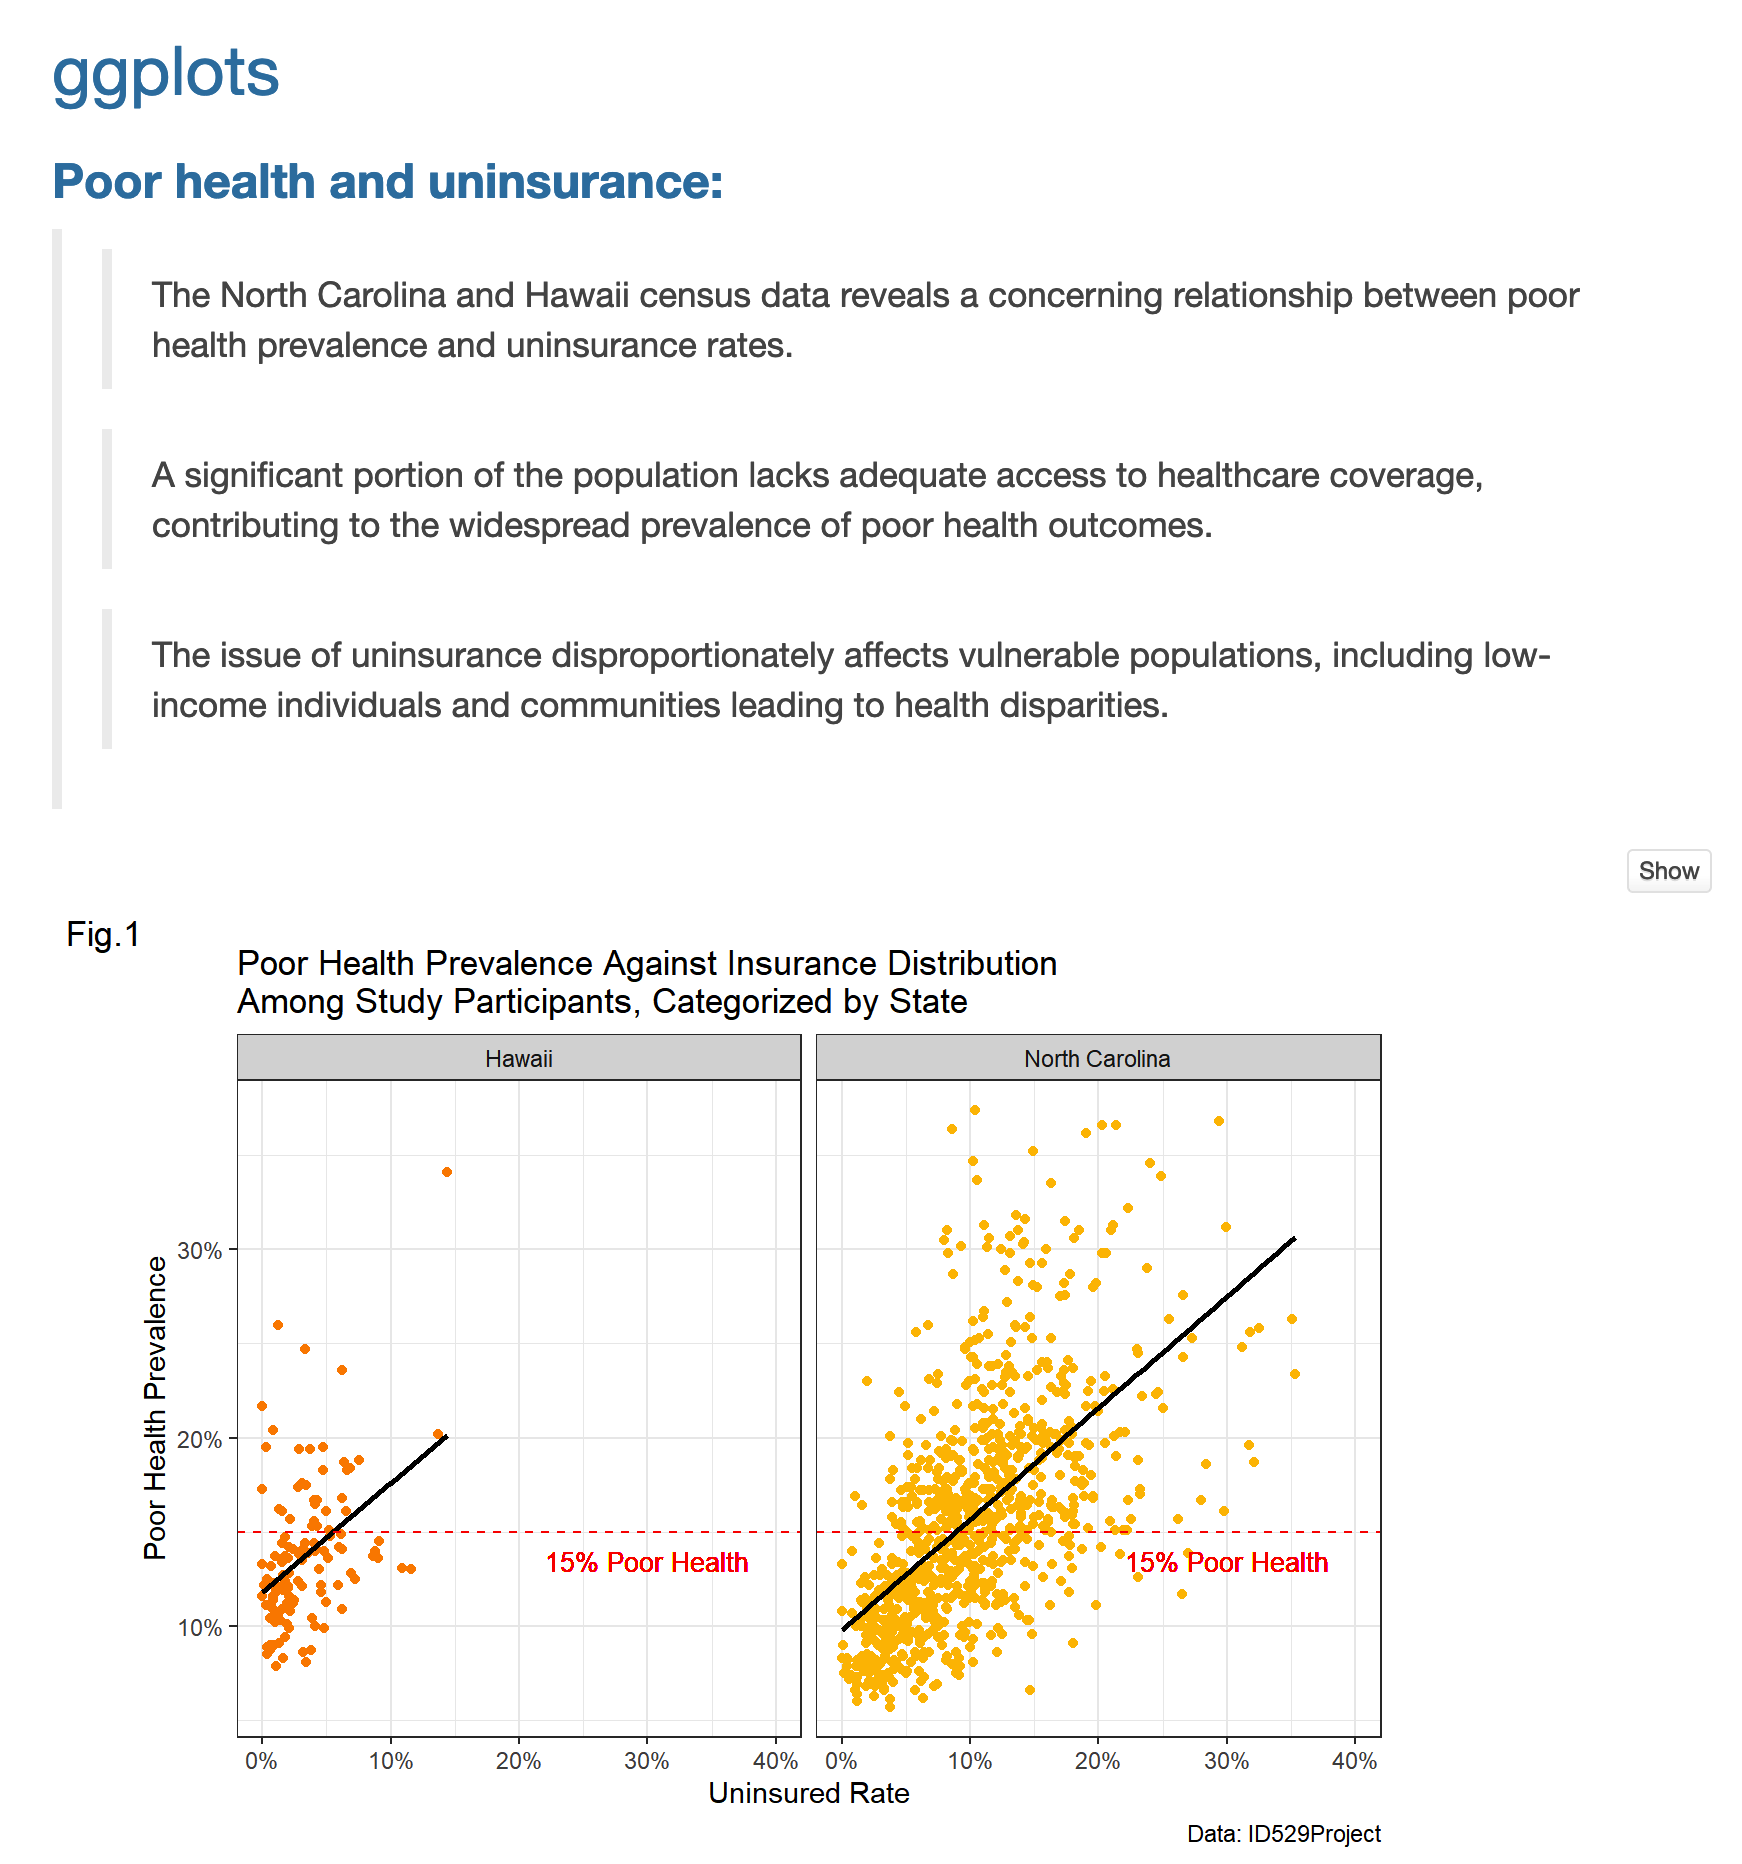 ggplots
Poor health and uninsurance:
The North Carolina and Hawaii census data reveals a concerning relationship between poor
health prevalence and uninsurance rates.
A significant portion of the population lacks adequate access to healthcare coverage,
contributing to the widespread prevalence of poor health outcomes.
The issue of uninsurance disproportionately affects vulnerable populations, including low-
income individuals and communities leading to health disparities.
Show
Fig.1
Poor Health Prevalence Against Insurance Distribution
Among Study Participants, Categorized by State
Hawaii
North Carolina
Poor Health Prevalence
30%
20%
10%
15% Poor Health
15% Poor Health
0% 10% 20% 30% 40%
0% 10% 20% 30% 40%
Uninsured Rate
Data: ID529Project